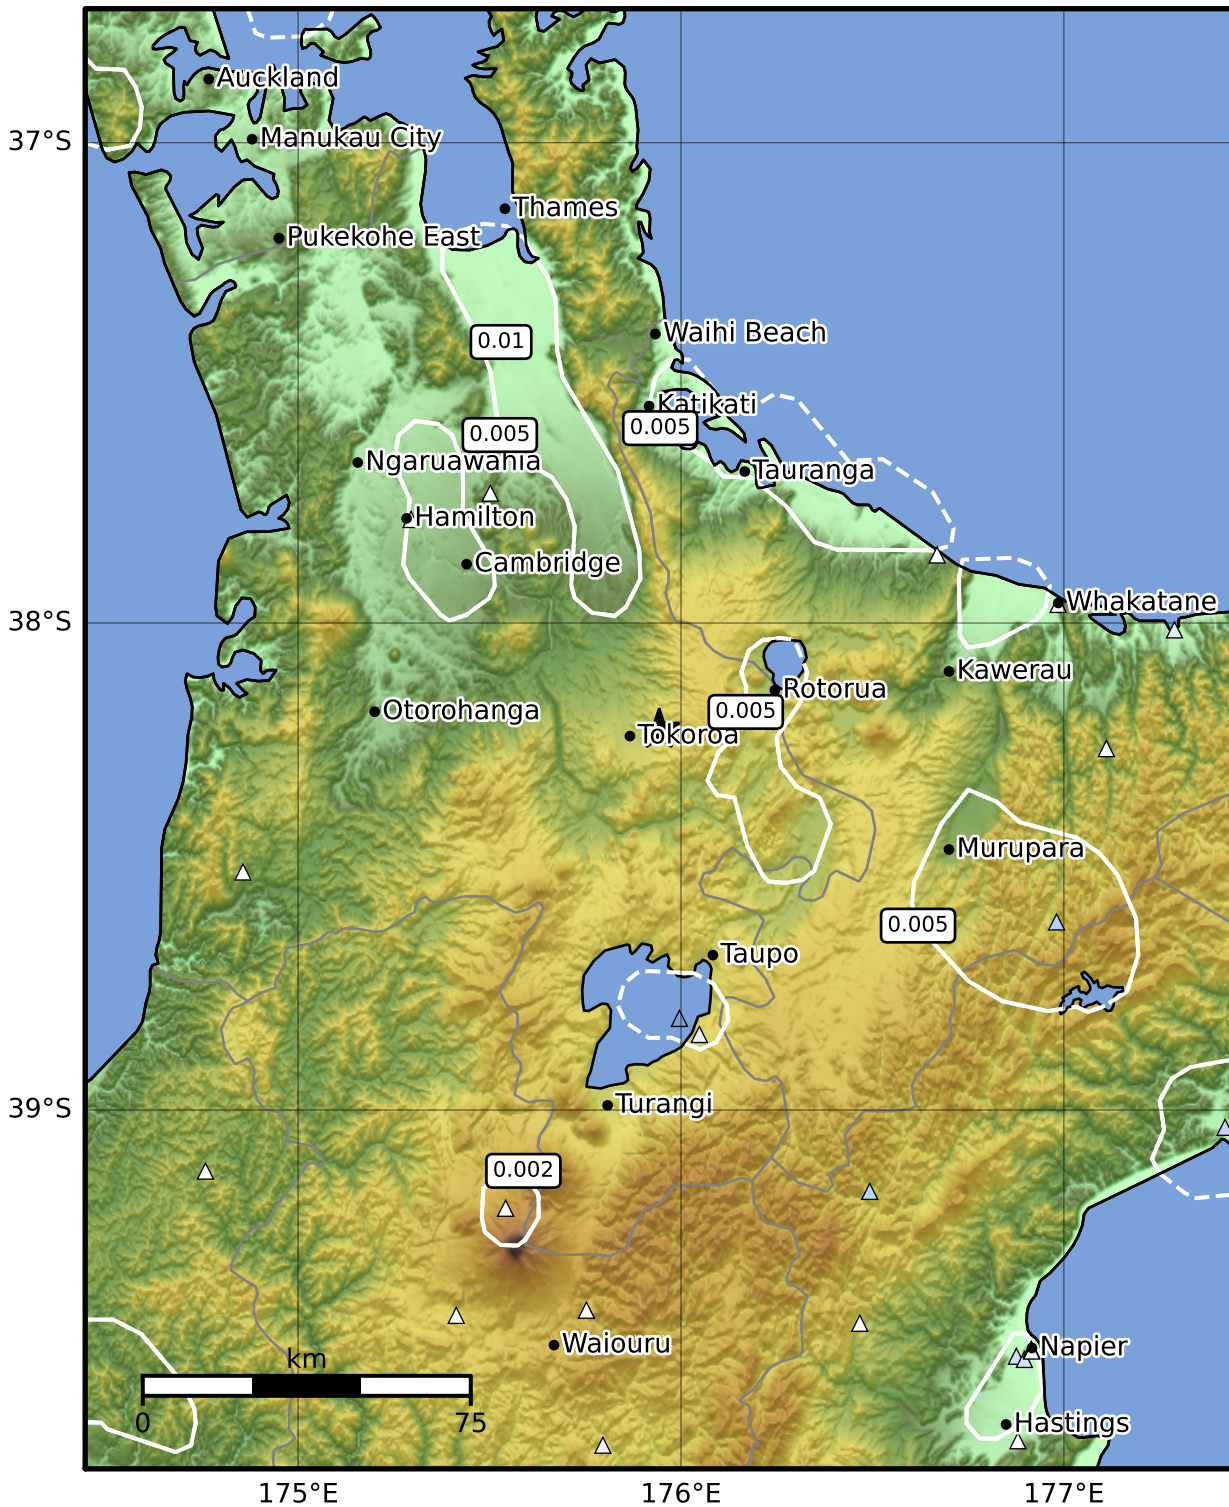 Auckland
Manukau City
37°S
Thames
Pukekohe East
Waihi Beach
0.01
Katikati
0.005
0.005
Ngaruawahia
Tauranga
Hamilton
Cambridge
Whakatane
38°S
Kawerau
Rotorua
Otorohanga
0.005
Tokoroa
Murupara
0.005
Taupo
Turangi
39°S
0.002
Waiouru
Napier
km
0
75
Hastings
175°E
176°E
177°E